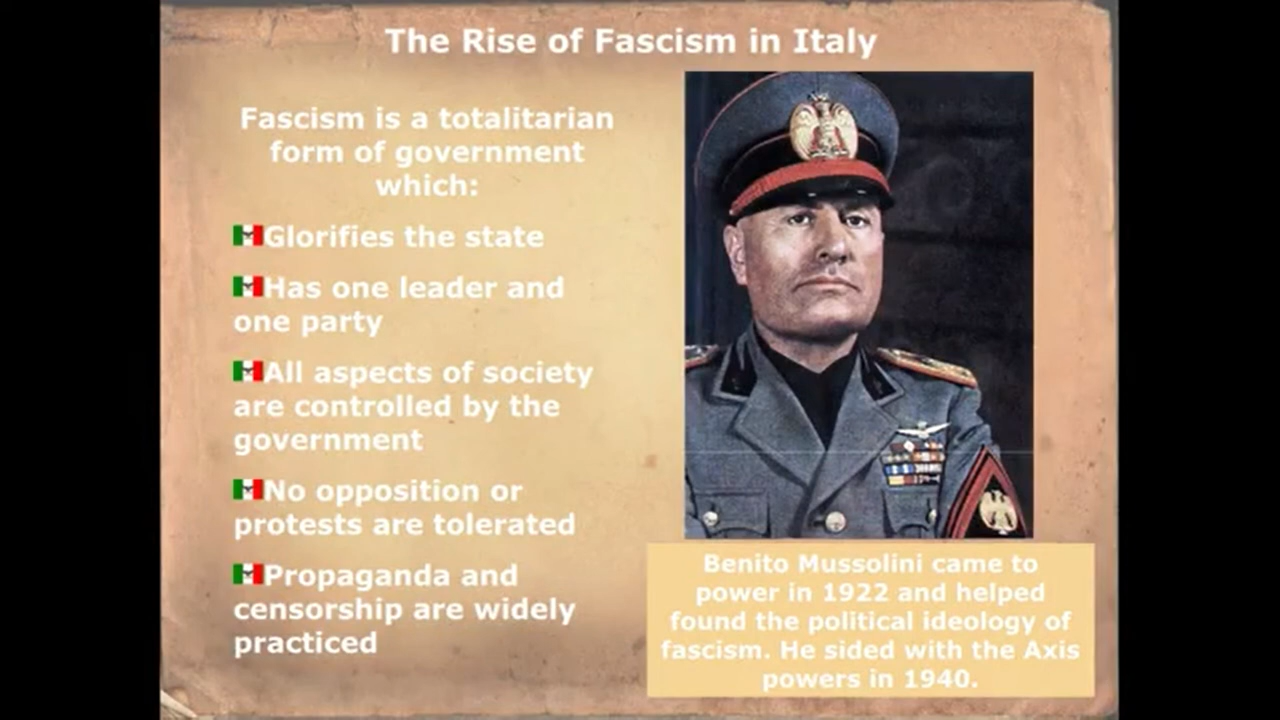 The Rise of Fascism in Italy
Fascism is a totalitarian
form of government
which:
Glorifies the state
Has one leader and
one party
All aspects of society
are controlled by the
government
No opposition or
protests are tolerated
Propaganda and
censorship are widely
practiced
Benito Mussolini came to
power in 1922 and helped
found the political ideology of
fascism. He sided with the Axis
powers in 1940.